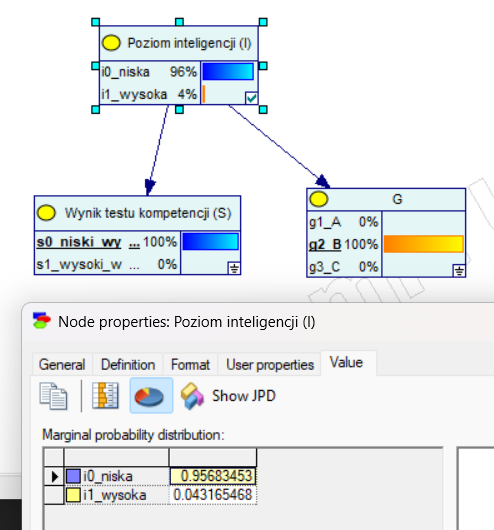 Poziom inteligencji (I)
i0_niska 96%
i1_wysoka 4%
Wynik testu kompetencji (S)
s0_niski_wy ... 100%
s1_wysoki_w ... 0%
G
g1_A 0%
g2_B 100%
g3_C 0%
Node properties: Poziom inteligencji (I)
General Definition Format User properties Value
Show JPD
Marginal probability distribution:
i0_niska 0.95683453
i1_wysoka 0.043165468